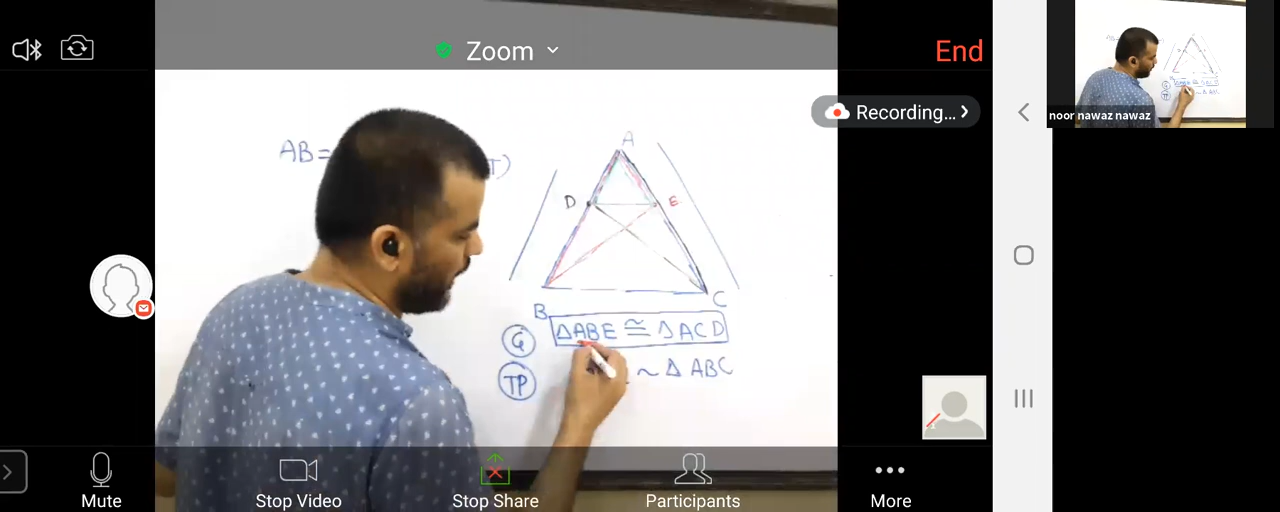 Zoom
End
Recording...
noor nawaz nawaz
AB=
T)
A
D
E
B
C
G
ΔABE ≅ ΔACD
TP
~ Δ ABC
Mute
Stop Video
Stop Share
Participants
More